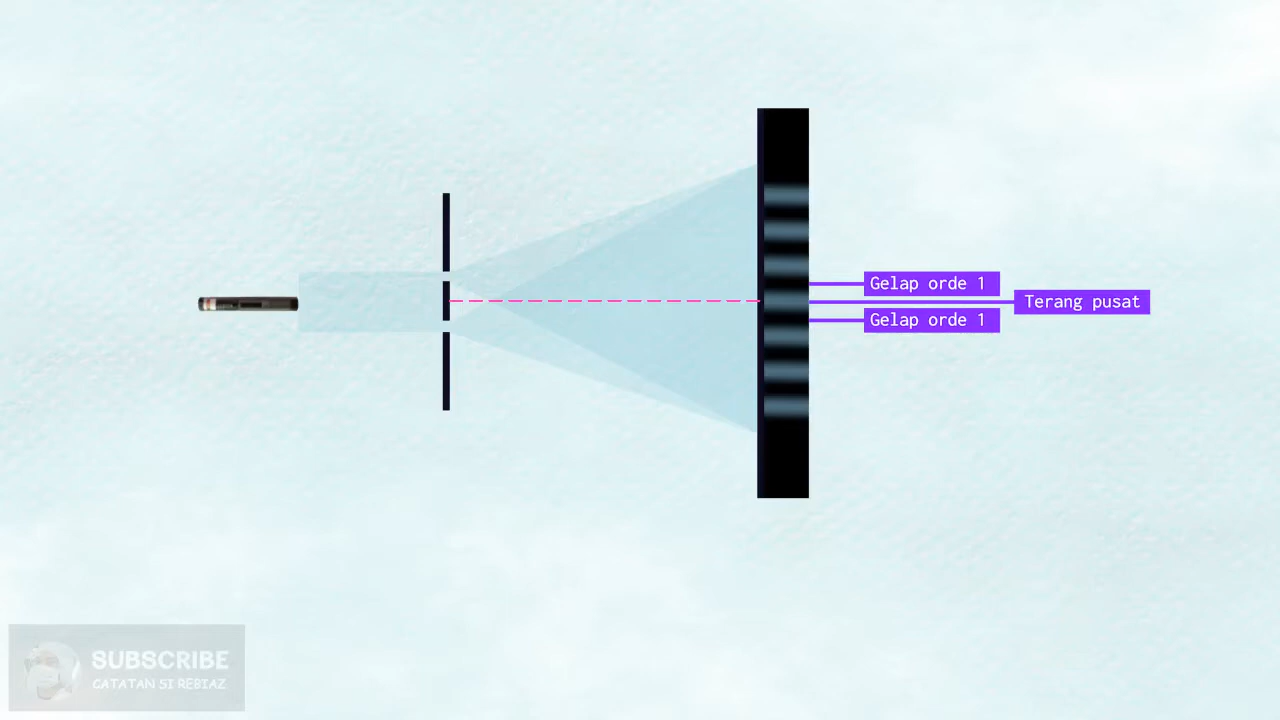 Gelap orde 1
Terang pusat
Gelap orde 1
SUBSCRIBE
CATATAN SI REBIAZ